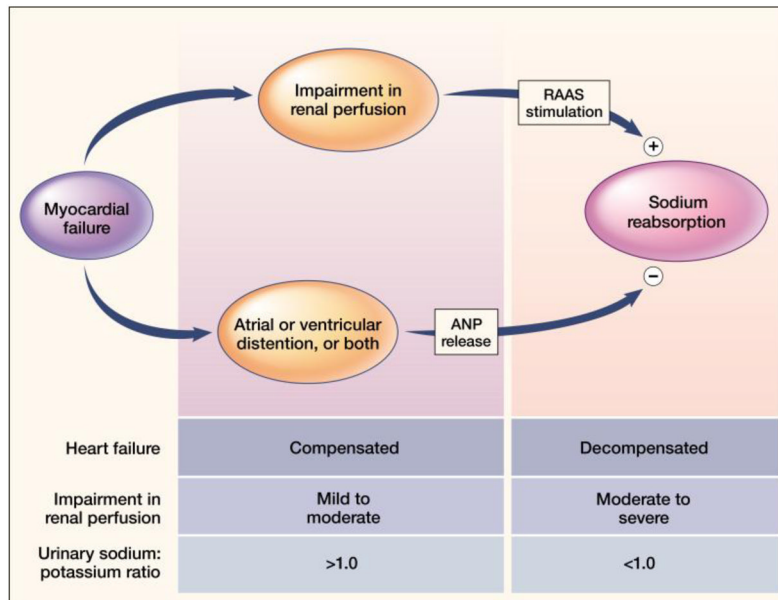 Impairment in
renal perfusion
RAAS
stimulation
+
Myocardial
failure
Sodium
reabsorption
−
Atrial or ventricular
distention, or both
ANP
release
Heart failure
Compensated
Decompensated
Impairment in
renal perfusion
Mild to
moderate
Moderate to
severe
Urinary sodium:
potassium ratio
>1.0
<1.0